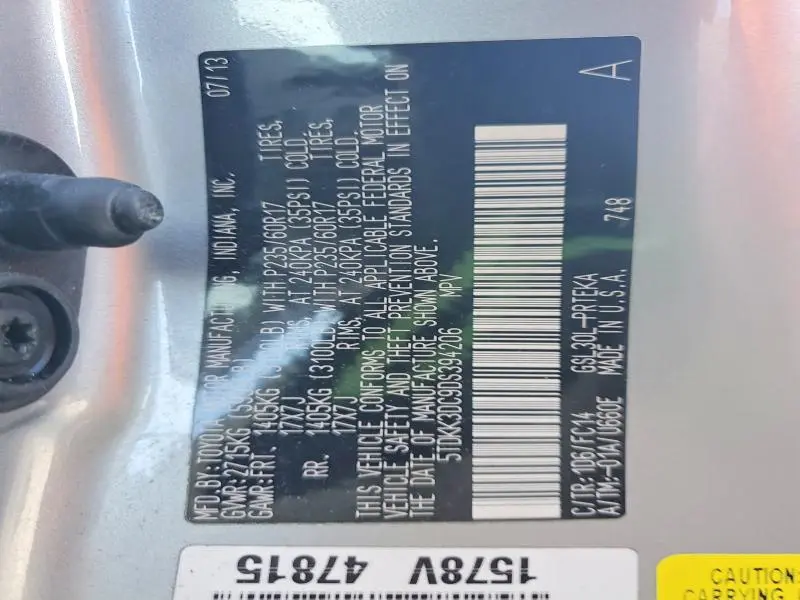 MFD.BY:TOYOTA MOTOR MANUFACTURING, INDIANA, INC. 07/13
GVWR:2715KG
GAWR:FRT. 1405KG WITH P235/60R17 TIRES,
17X7J RIMS, AT 240KPA (35PSI) COLD,
RR. 1405KG (3100LB) WITH P235/60R17 TIRES,
17X7J RIMS, AT 240KPA (35PSI) COLD,
THIS VEHICLE CONFORMS TO ALL APPLICABLE FEDERAL MOTOR
VEHICLE SAFETY AND THEFT PREVENTION STANDARDS IN EFFECT ON
THE DATE OF MANUFACTURE SHOWN ABOVE.
5TDKK3DC9DS394206 MPV
C/TR:1D6/FC14 GSL30L-PRTEKA 748
A/TM:-01A/U660E MADE IN U.S.A. A
1578V 47815
CAUTION:
CARRYING